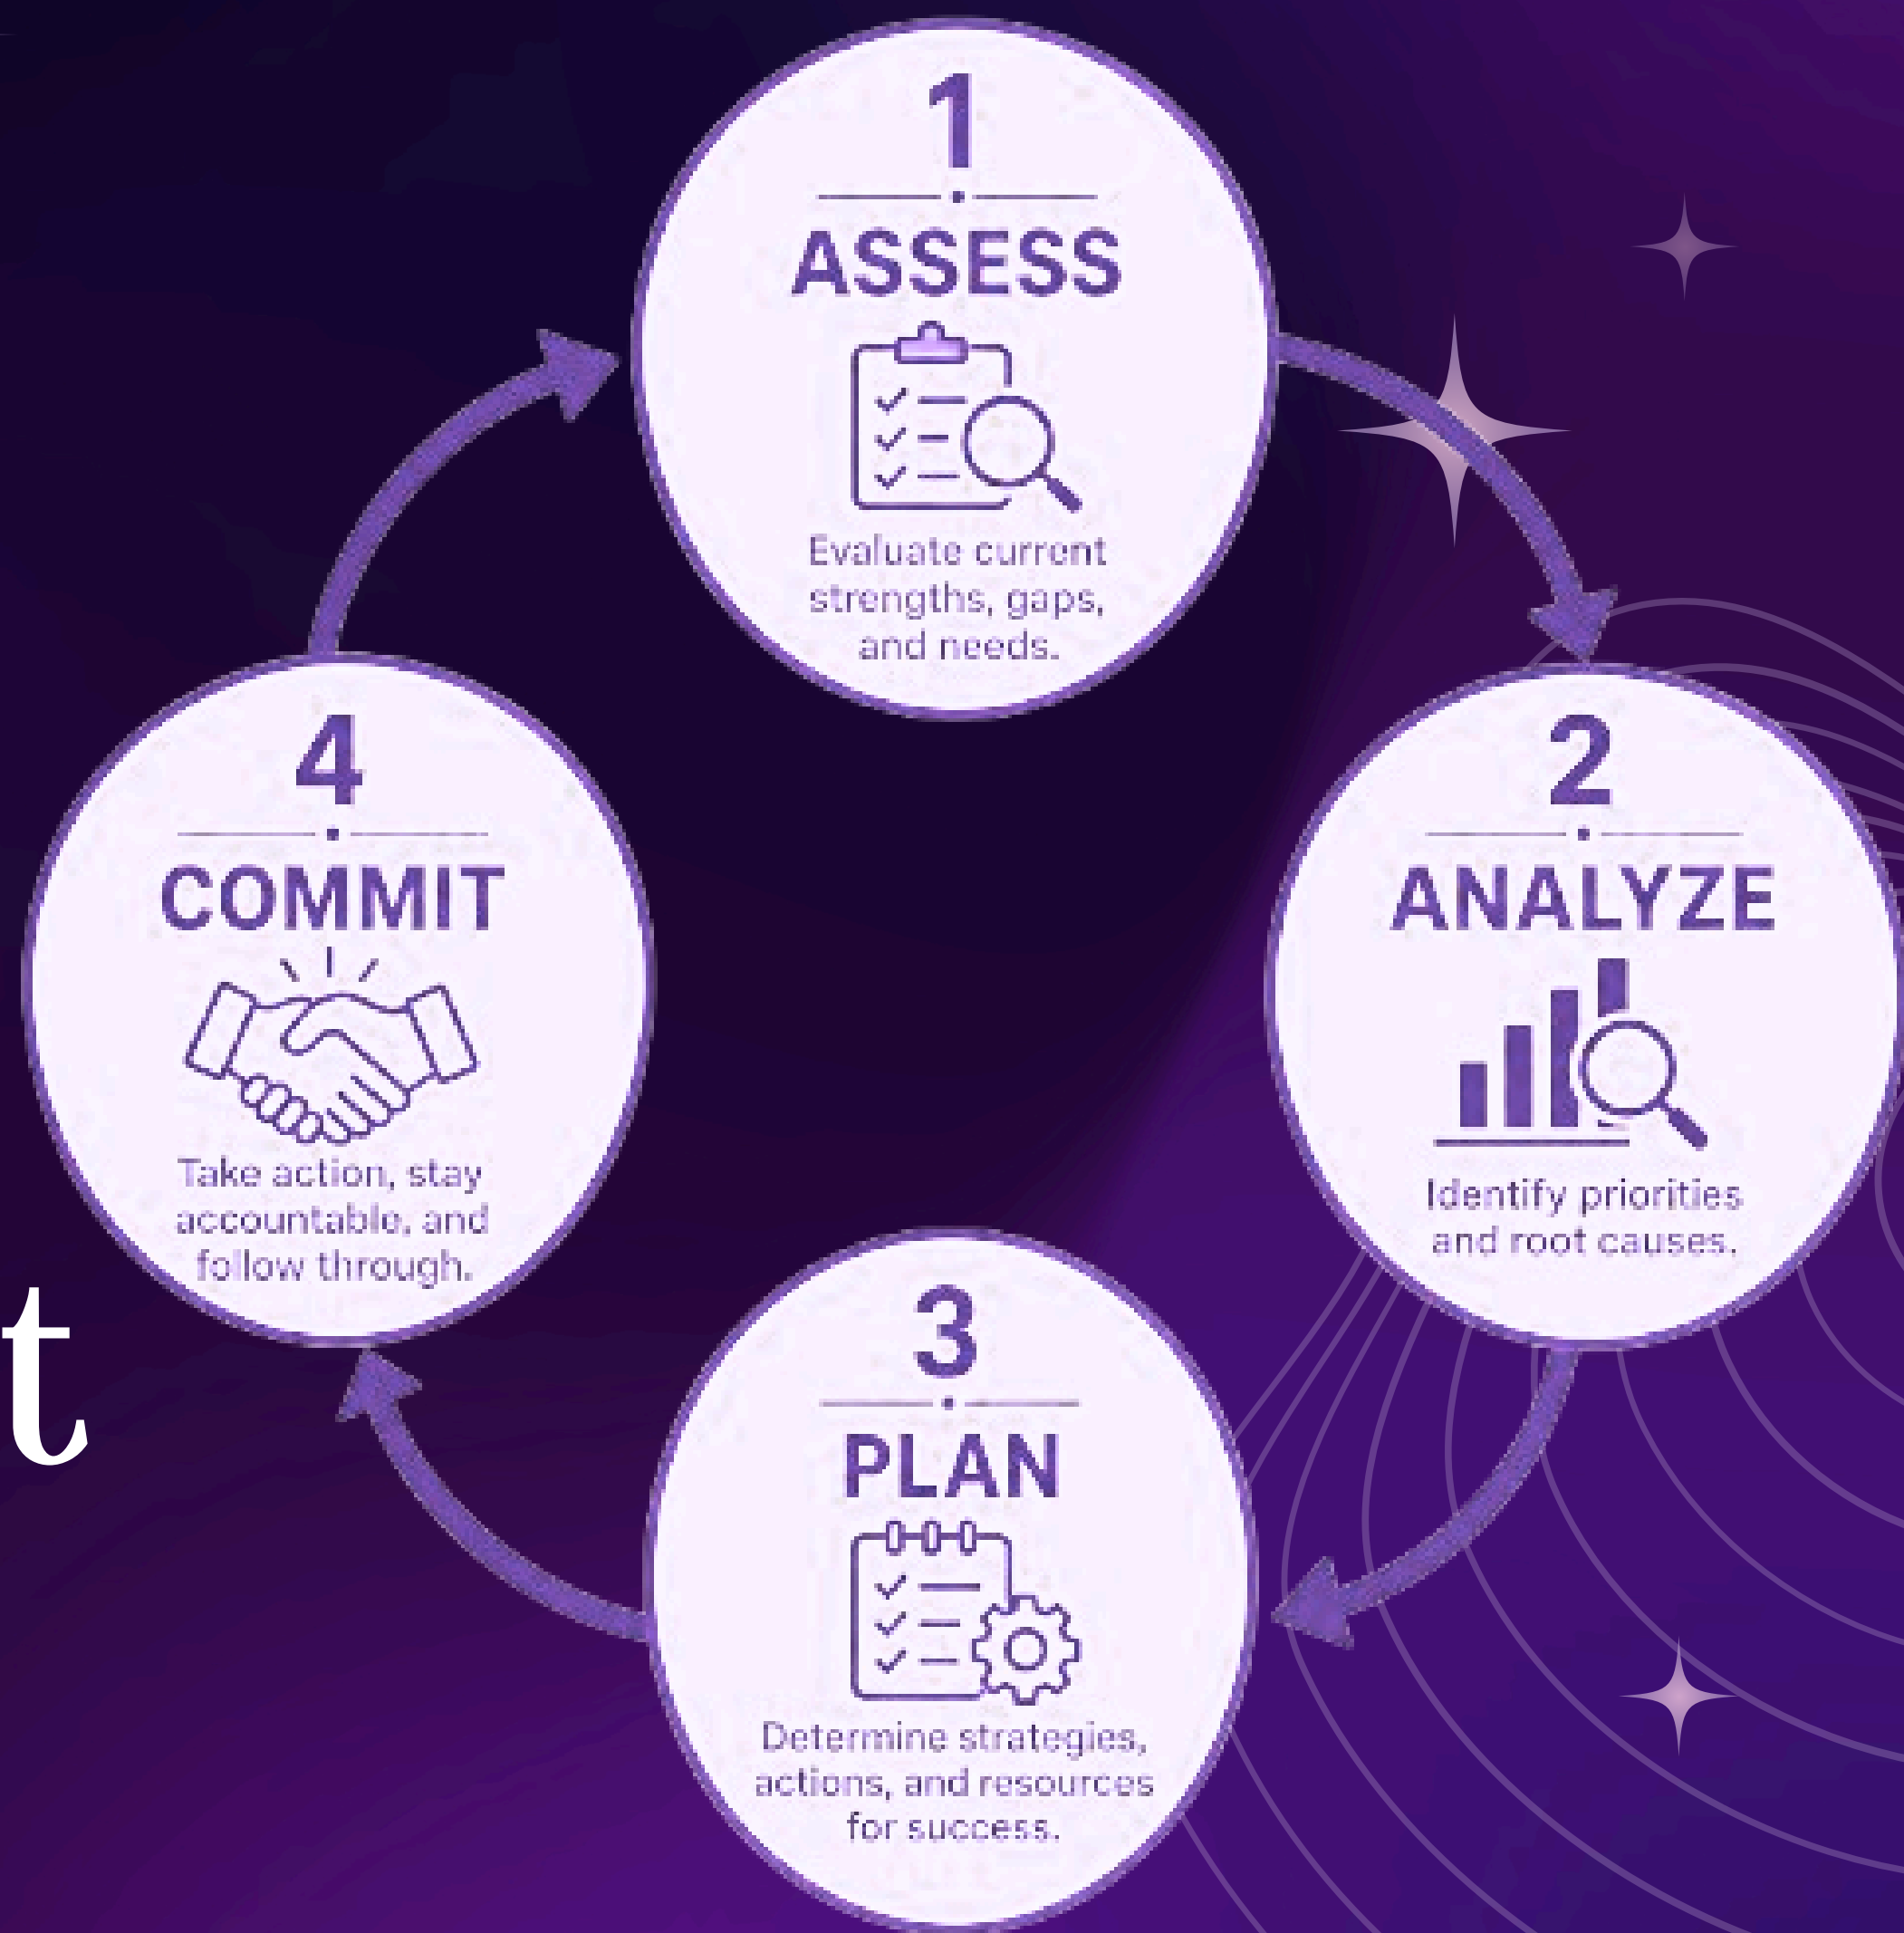 1
ASSESS
Evaluate current
strengths, gaps,
and needs.
2
ANALYZE
Identify priorities
and root causes.
3
PLAN
Determine strategies,
actions, and resources
for success.
4
COMMIT
Take action, stay
accountable, and
follow through.
t